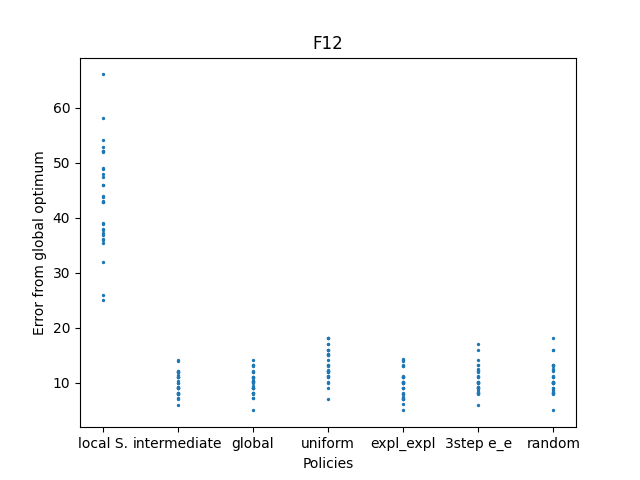 F12
Error from global optimum
60
50
40
30
20
10
local S. intermediate global uniform expl_expl 3step e_e random
Policies